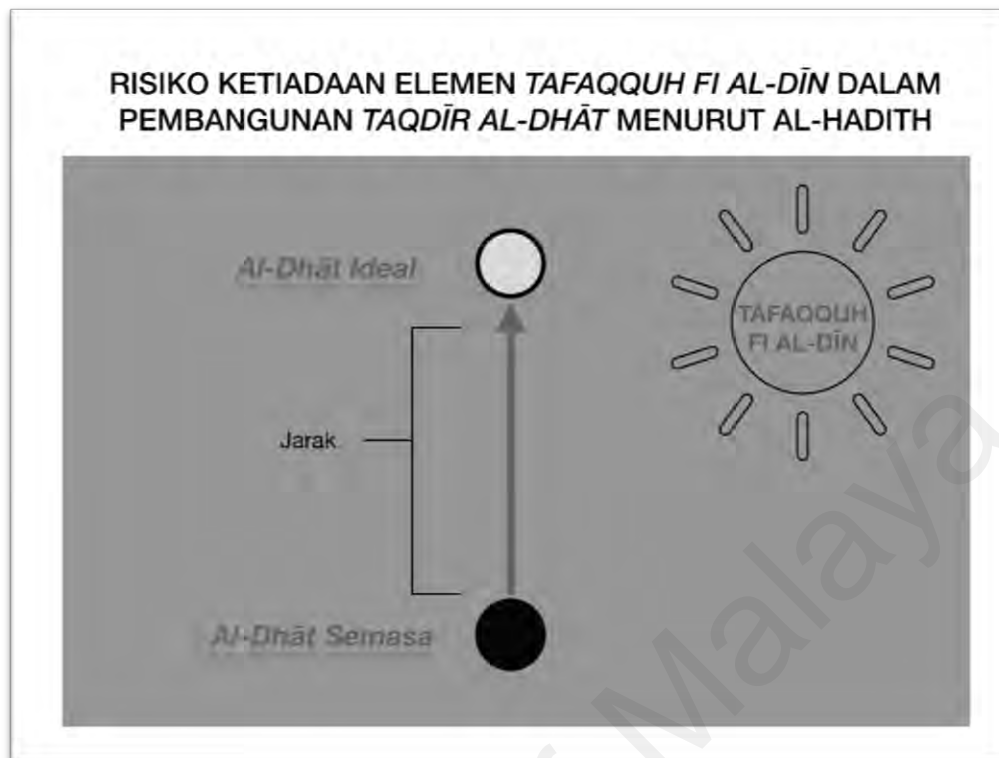 RISIKO KETIADAAN ELEMEN TAFAQQUH FI AL-DĪN DALAM
PEMBANGUNAN TAQDĪR AL-DHĀT MENURUT AL-HADITH
Al-Dhāt Ideal
TAFAQQUH
FI AL-DĪN
Jarak
Al-Dhāt Semasa
Malaya